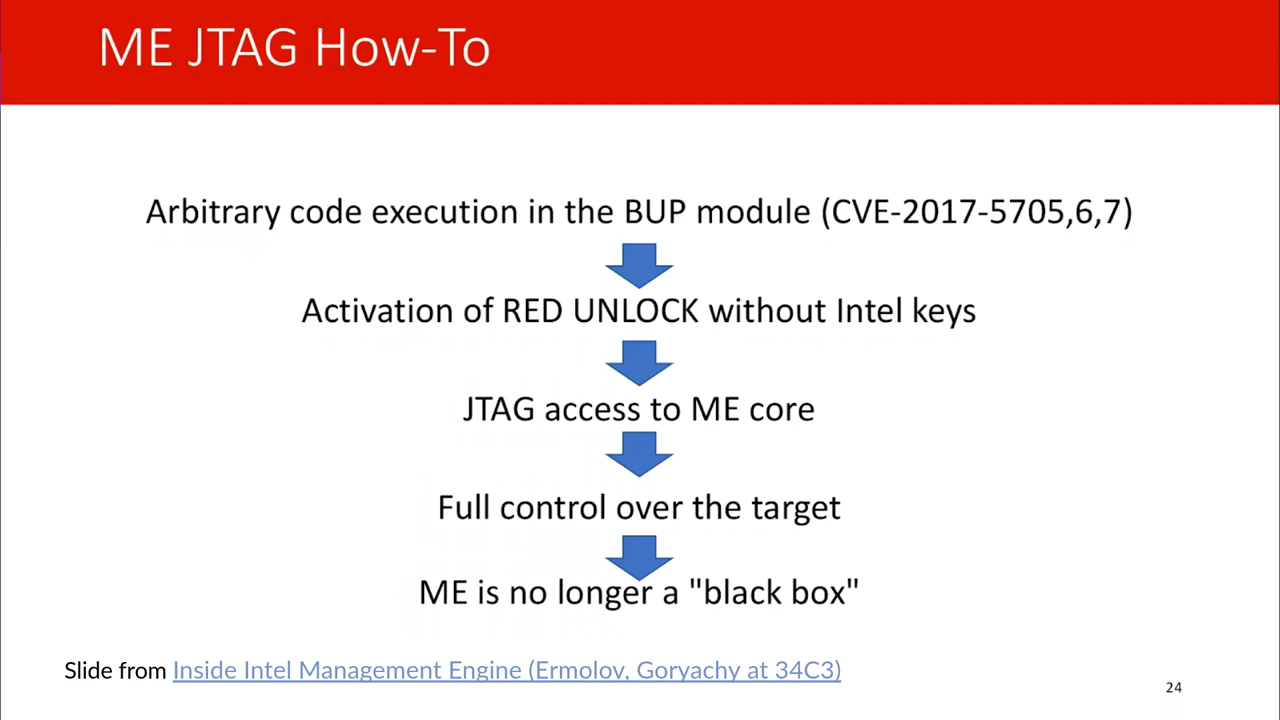 ME JTAG How-To
Arbitrary code execution in the BUP module (CVE-2017-5705,6,7)
Activation of RED UNLOCK without Intel keys
JTAG access to ME core
Full control over the target
ME is no longer a "black box"
Slide from Inside Intel Management Engine (Ermolov, Goryachy at 34C3)
24